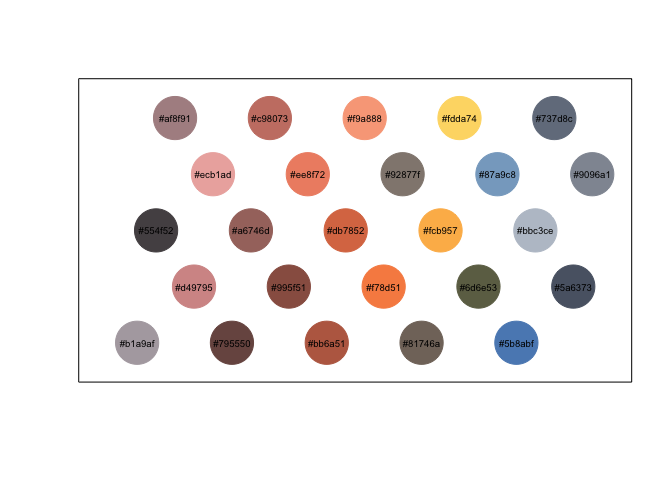 #af8f91 #c98073 #f9a888 #fdda74 #737d8c
#ecb1ad #ee8f72 #92877f #87a9c8 #9096a1
#554f52 #a6746d #db7852 #fcb957 #bbc3ce
#d49795 #995f51 #f78d51 #6d6e53 #5a6373
#b1a9af #795550 #bb6a51 #81746a #5b8abf